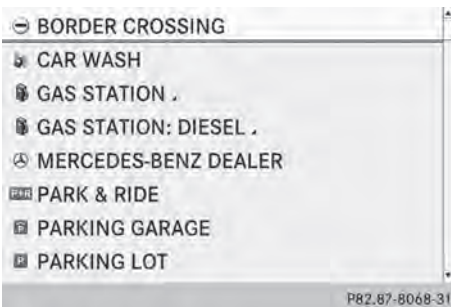 BORDER CROSSING
CAR WASH
GAS STATION .
GAS STATION: DIESEL .
MERCEDES-BENZ DEALER
P+R PARK & RIDE
P PARKING GARAGE
P PARKING LOT
P82.87-8068-31